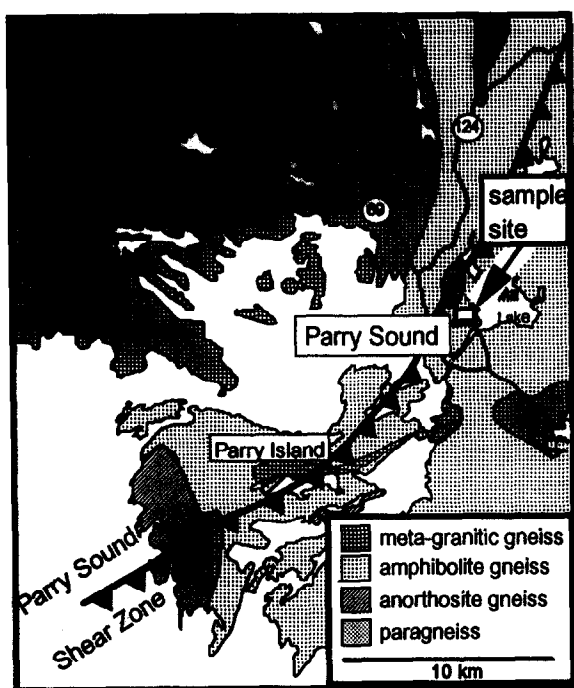 124
69
sample
site
Mill
Lake
Parry Sound
Parry Island
Parry Sound
Shear Zone
meta-granitic gneiss
amphibolite gneiss
anorthosite gneiss
paragneiss
10 km